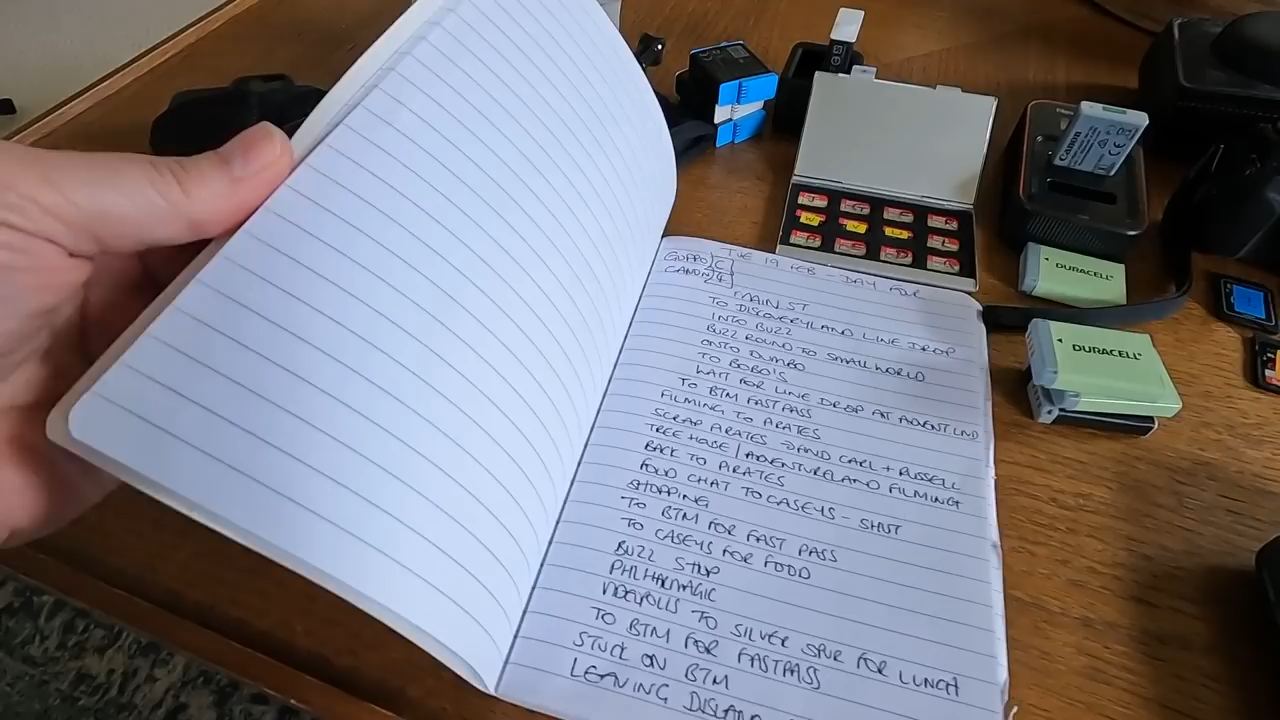 TUE 19 FEB - DAY FOR
GOPRO) C
CANON) 4
MAIN ST
TO DISCOVERYLAND LINE DROP
INTO BUZZ
BUZZ ROUND TO SMALL WORLD
ONTO DUMBO
TO BOBO'S
WAIT FOR LINE DROP AT ADVENTLND
TO BTM FASTPASS
FILMING TO PIRATES
SCRAP PIRATES → AND CARL + RUSSELL
TREE HOUSE / ADVENTURELAND FILMING
BACK TO PIRATES
FOOD CHAT TO CASEYS - SHUT
SHOPPING
TO BTM FOR FAST PASS
TO CASEYS FOR FOOD
BUZZ SHOP
PHILHARMAGIC
TO SILVER SPUR FOR LUNCH
TO BTM FOR FASTPASS
STUCK ON BTM
LEAVING
Canon
DURACELL
DURACELL